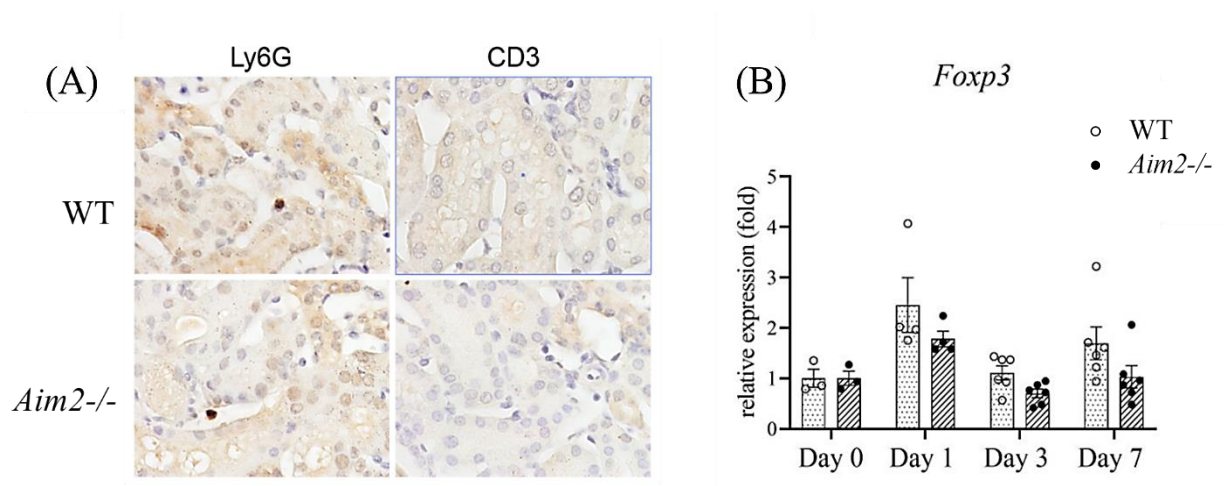 (A)
Ly6G
CD3
WT
Aim2-/-
(B)
Foxp3
WT
Aim2-/-
relative expression (fold)
5
4
3
2
1
0
Day 0 Day 1 Day 3 Day 7